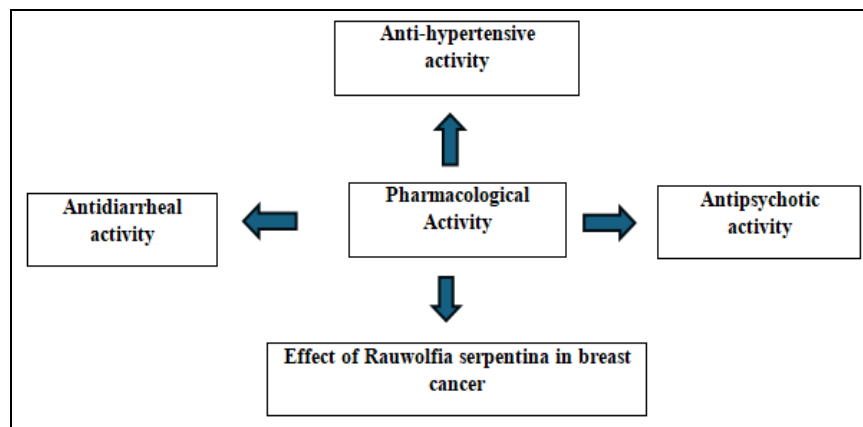 Anti-hypertensive
activity
Antidiarrheal
activity
Pharmacological
Activity
Antipsychotic
activity
Effect of Rauwolfia serpentina in breast
cancer